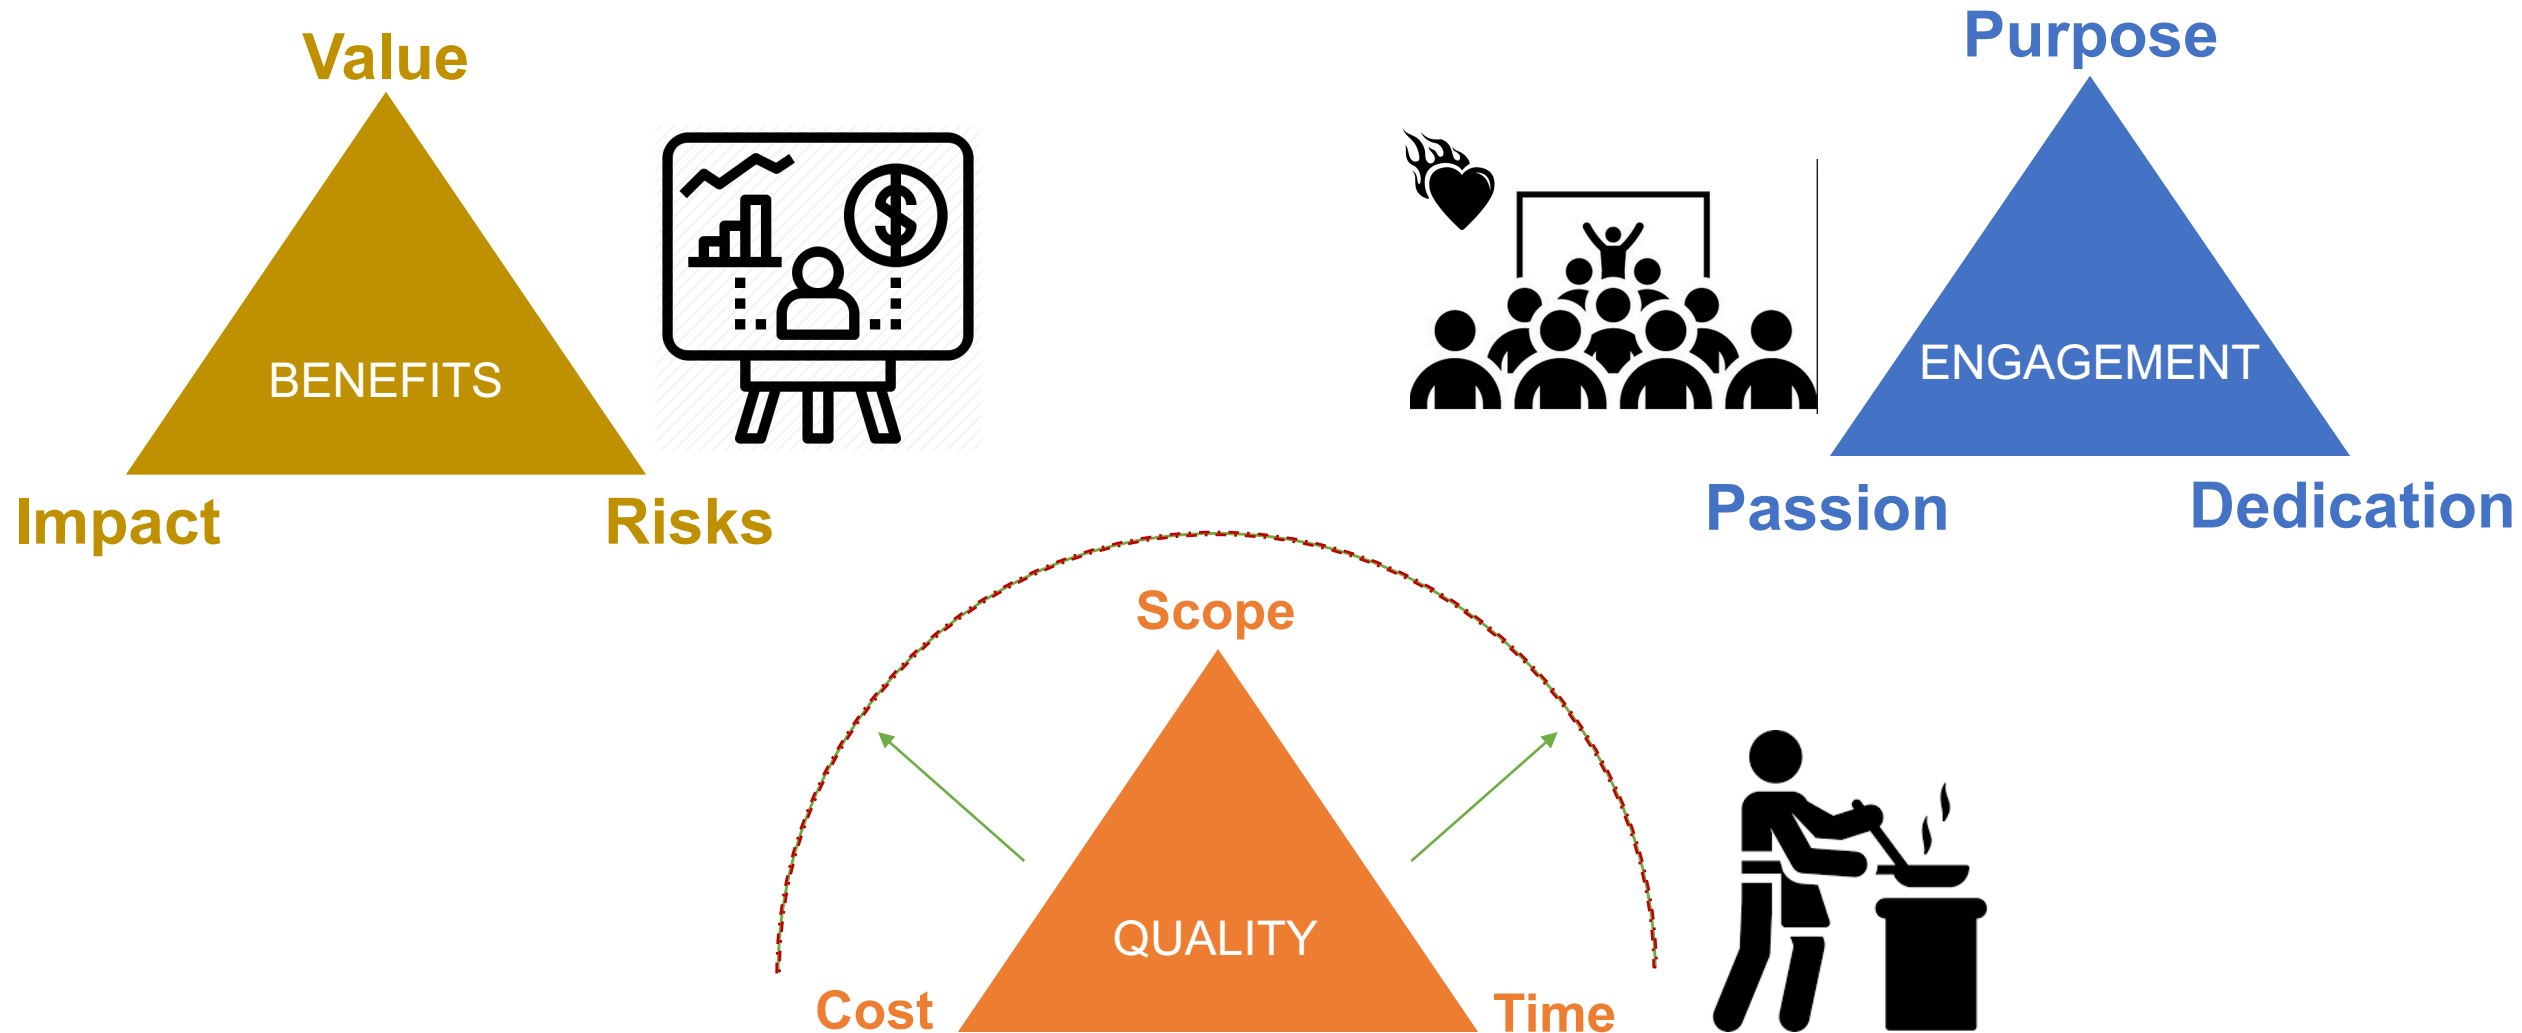 Value
BENEFITS
Impact
Risks
$
Purpose
ENGAGEMENT
Passion
Dedication
Scope
QUALITY
Cost
Time